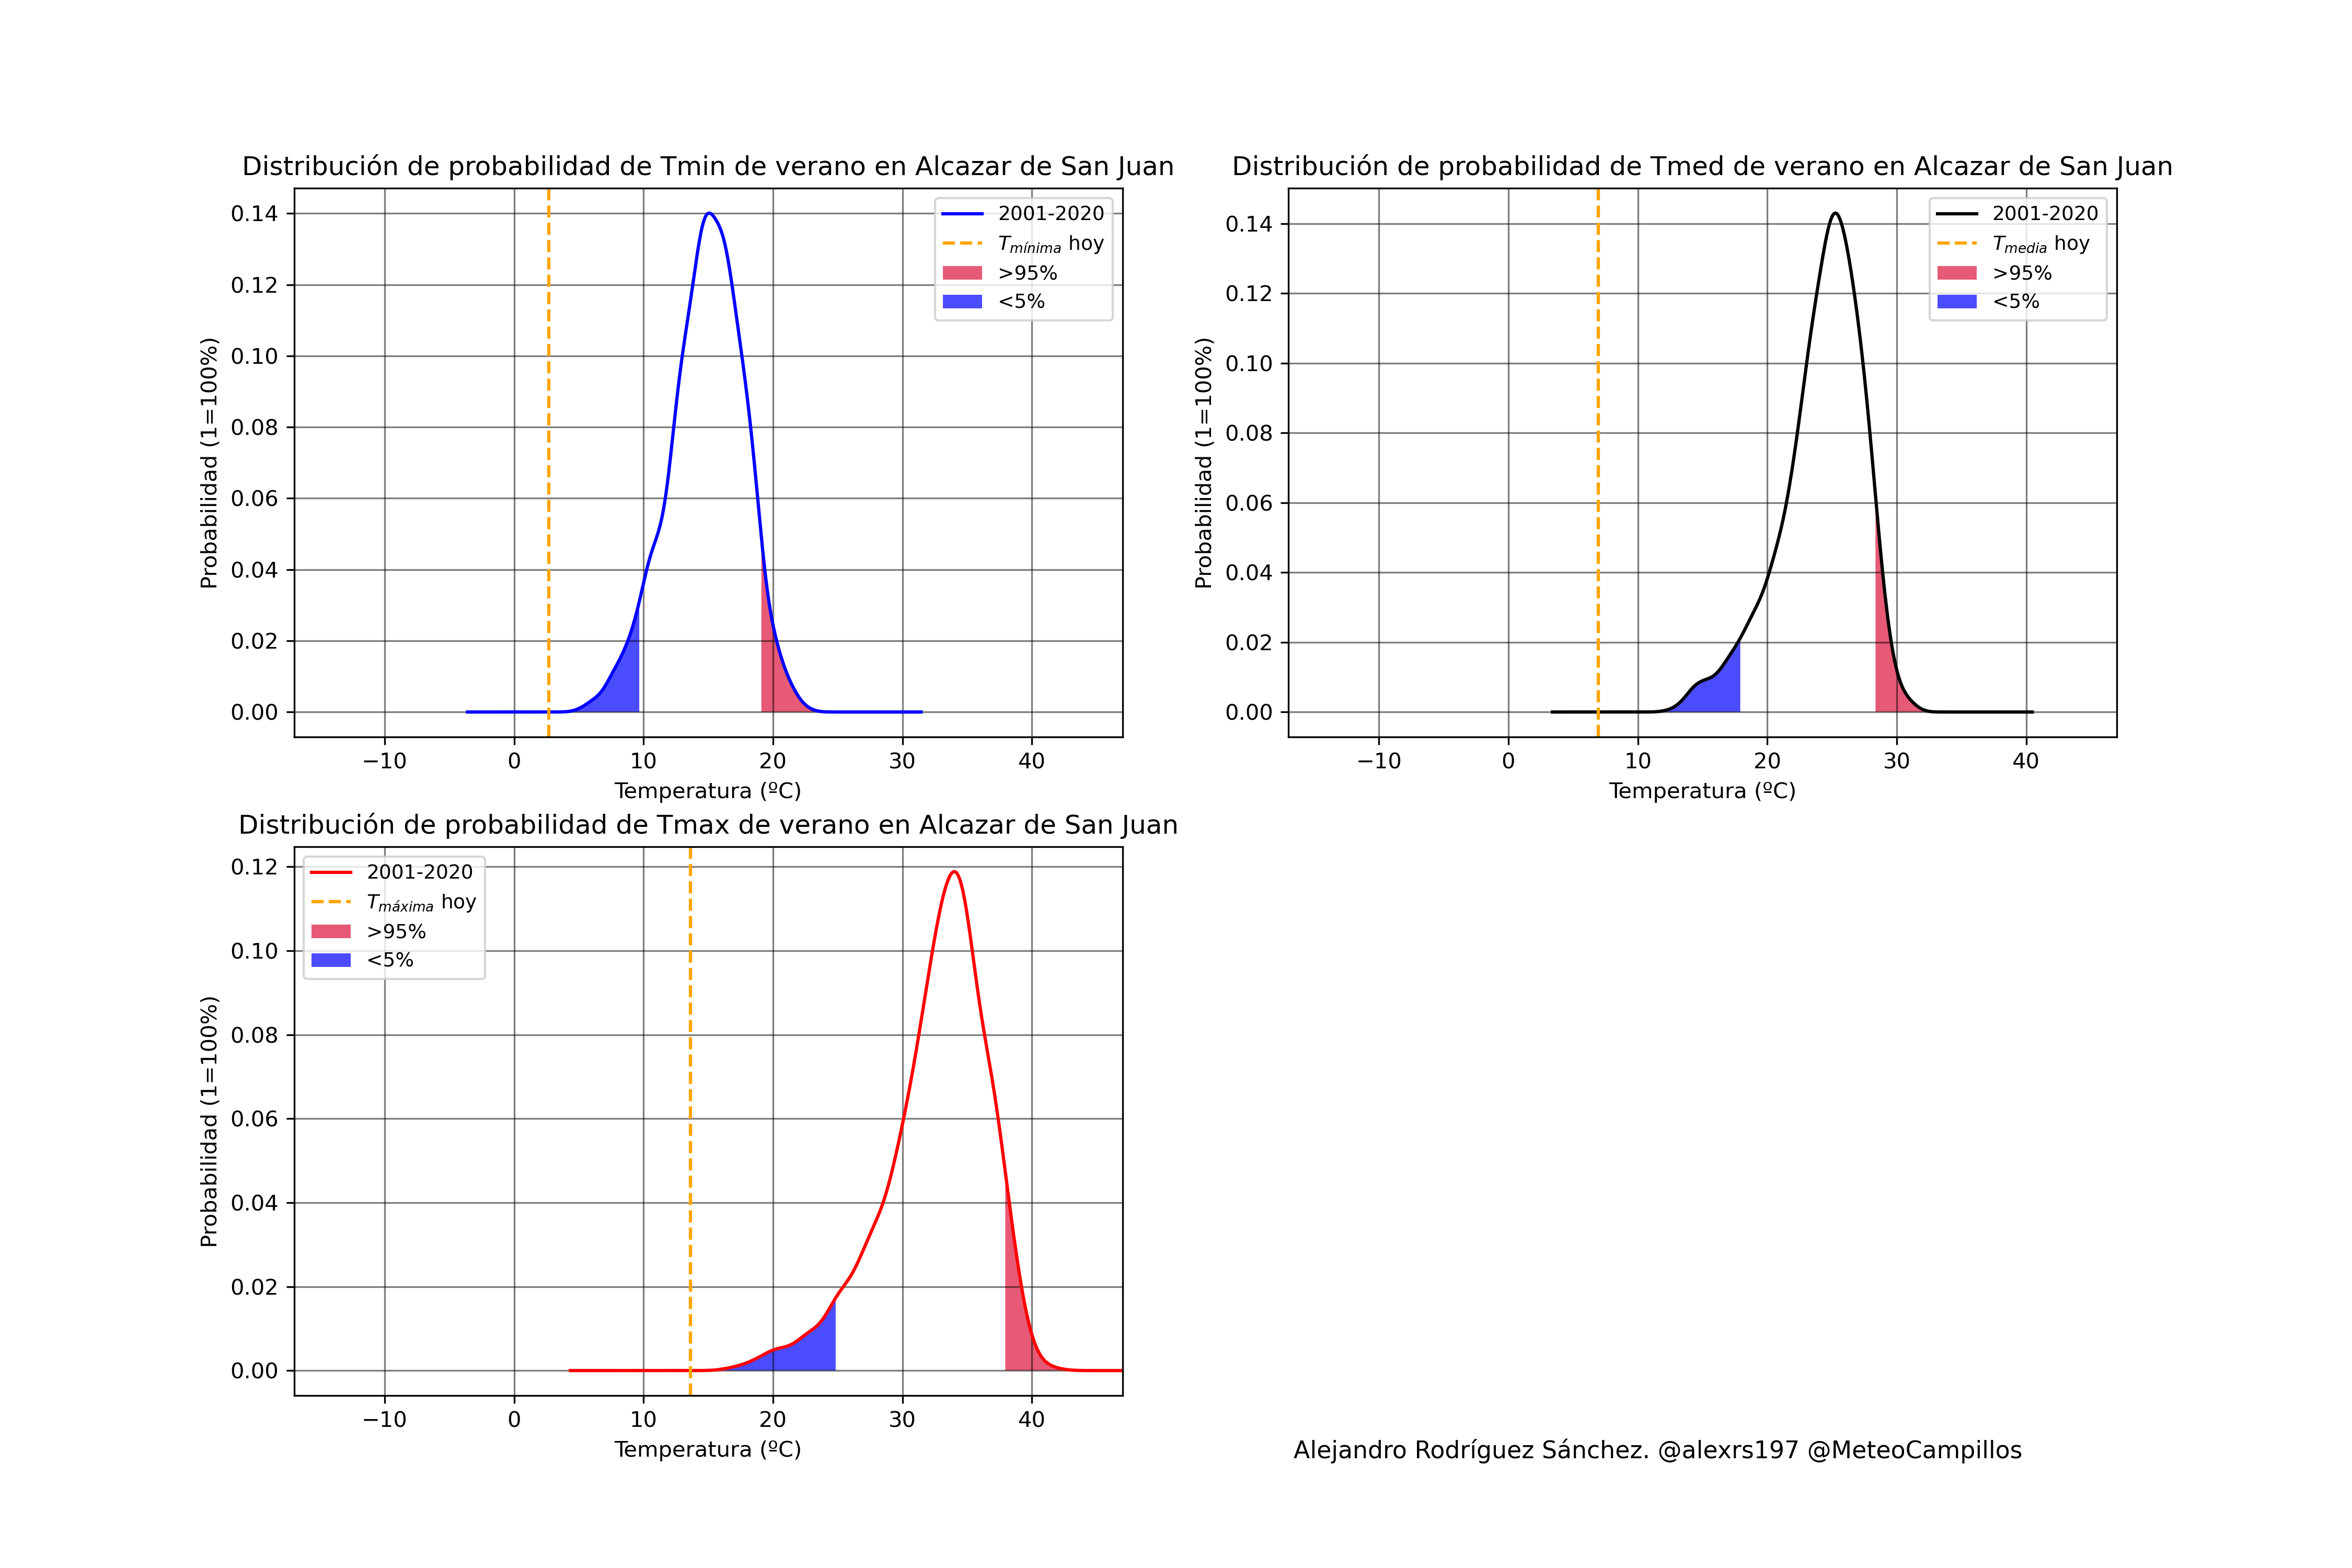 Distribución de probabilidad de Tmin de verano en Alcazar de San Juan
0.14
0.12
0.10
0.08
0.06
0.04
0.02
0.00
Probabilidad (1=100%)
2001-2020
Tmínima hoy
>95%
<5%
−10 0 10 20 30 40
Temperatura (ºC)
Distribución de probabilidad de Tmed de verano en Alcazar de San Juan
0.14
0.12
0.10
0.08
0.06
0.04
0.02
0.00
Probabilidad (1=100%)
2001-2020
Tmedia hoy
>95%
<5%
−10 0 10 20 30 40
Temperatura (ºC)
Distribución de probabilidad de Tmax de verano en Alcazar de San Juan
0.12
0.10
0.08
0.06
0.04
0.02
0.00
Probabilidad (1=100%)
2001-2020
Tmáxima hoy
>95%
<5%
−10 0 10 20 30 40
Temperatura (ºC)
Alejandro Rodríguez Sánchez. @alexrs197 @MeteoCampillos